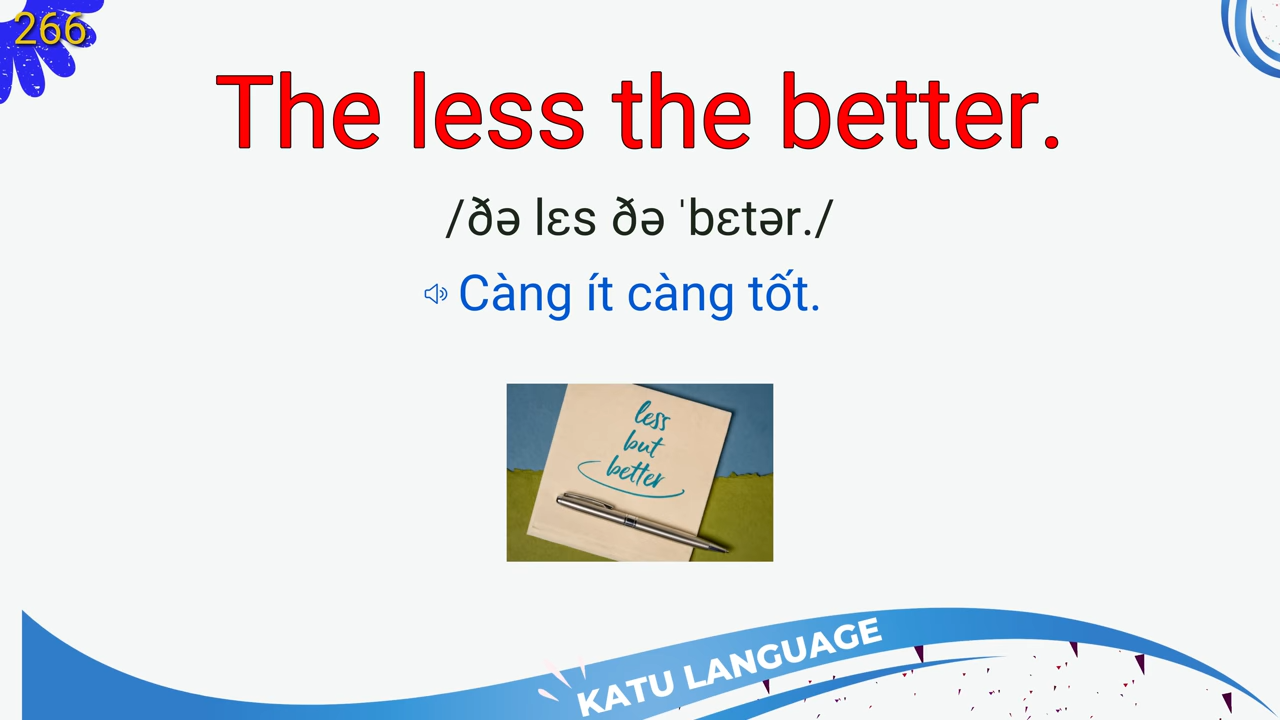 266
The less the better.
/ðə lɛs ðə ˈbɛtər./
Càng ít càng tốt.
less
but
better
KATU LANGUAGE